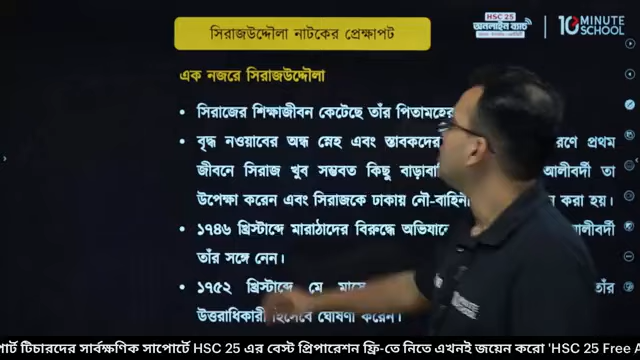 সিরাজউদ্দৌলা নাটকের প্রেক্ষাপট
HSC 25
অনলাইন ব্যাচ
10 MINUTE SCHOOL
এক নজরে সিরাজউদ্দৌলা
• সিরাজের শিক্ষাজীবন কেটেছে তাঁর পিতামহের
• বৃদ্ধ নওয়াবের অন্ধ স্নেহ এবং স্তাবকদের রণে প্রথম
জীবনে সিরাজ খুব সম্ভবত কিছু বাড়াবা আলীবর্দী তা
উপেক্ষা করেন এবং সিরাজকে ঢাকায় নৌ-বাহিনী ন করা হয়।
• ১৭৪৬ খ্রিস্টাব্দে মারাঠাদের বিরুদ্ধে অভিযানে আলীবর্দী
তাঁর সঙ্গে নেন।
• ১৭৫২ খ্রিস্টাব্দে মে মাসে তাঁর
উত্তরাধিকারী হিসেবে ঘোষণা করেন।
পার্ট টিচারদের সার্বক্ষণিক সাপোর্টে HSC 25 এর বেস্ট প্রিপারেশন ফ্রি-তে নিতে এখনই জয়েন করো 'HSC 25 Free A